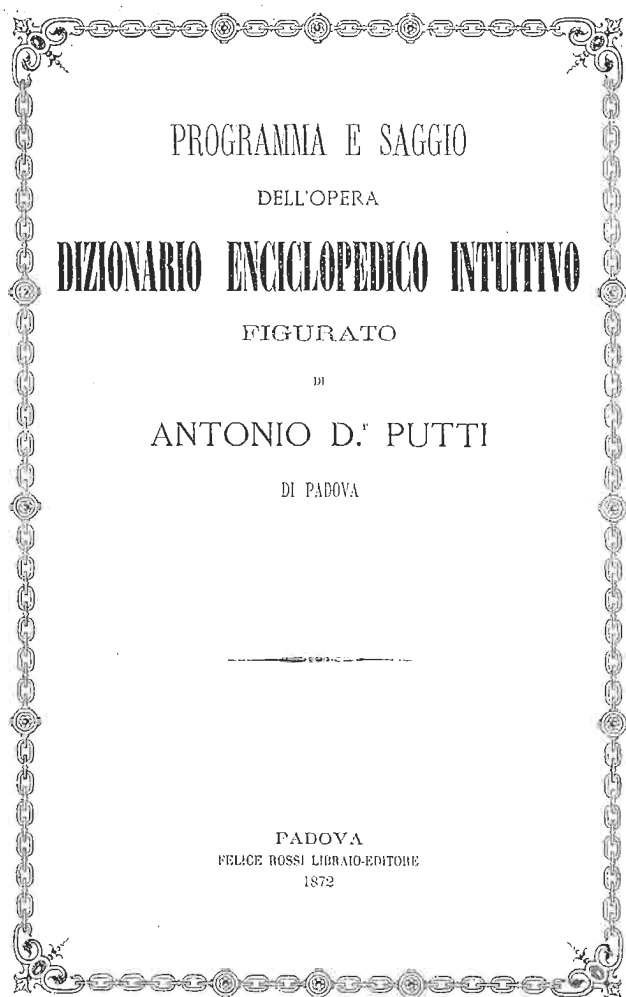 PROGRAMMA E SAGGIO
DELL'OPERA
DIZIONARIO ENCICLOPEDICO INTUITIVO
FIGURATO
DI
ANTONIO D.r PUTTI
DI PADOVA
PADOVA
FELICE ROSSI LIBRAIO-EDITORE
1872